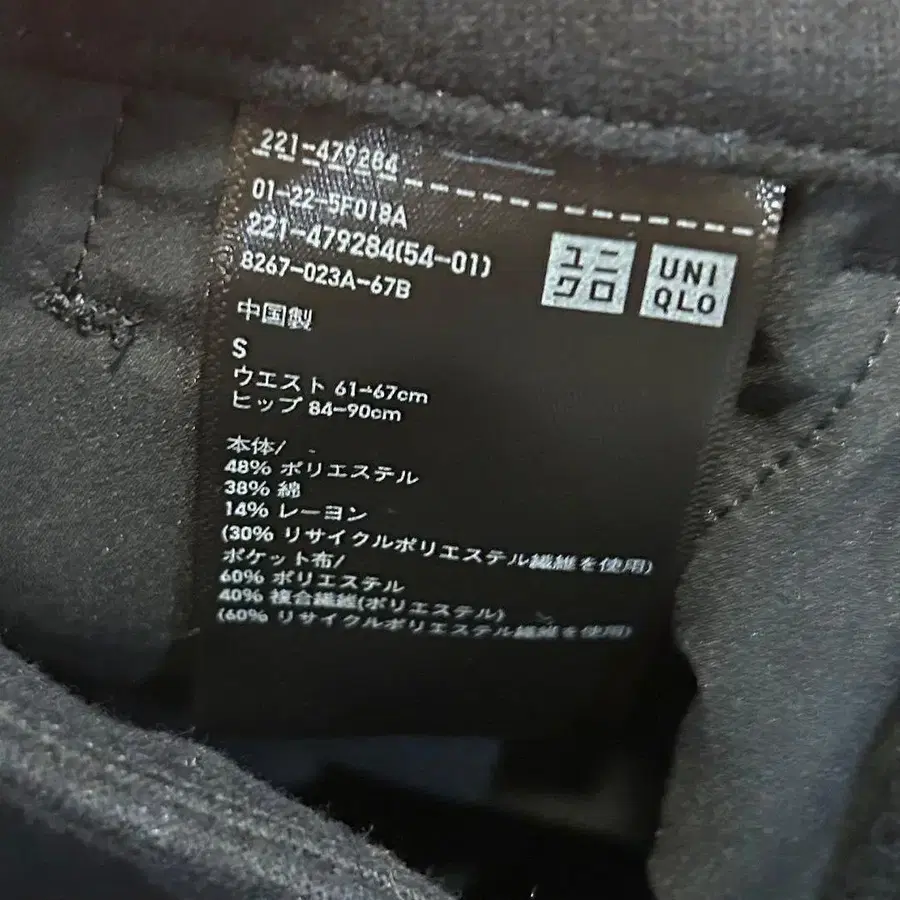 221-479284
01-22-5F018A
221-479284(54-01)
8267-023A-67B
ユニ
クロ
UNI
QLO
中国製
S
ウエスト 61-67cm
ヒップ 84-90cm
本体/
48% ポリエステル
38% 綿
14% レーヨン
(30% リサイクルポリエステル繊維を使用)
ポケット布/
60% ポリエステル
40% 複合繊維(ポリエステル)
(60% リサイクルポリエステル繊維を使用)